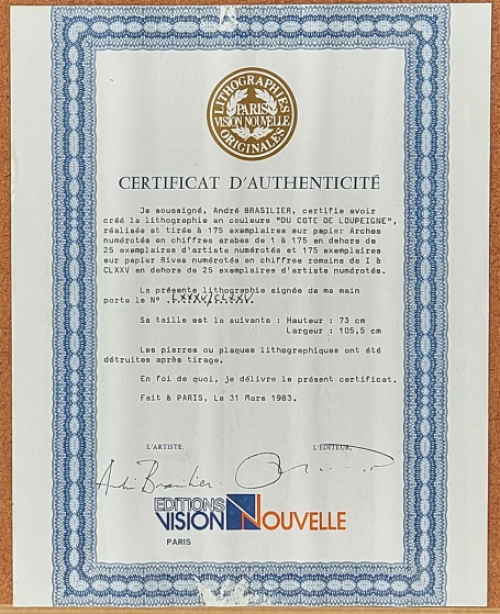 LITHOGRAPHIES
PARIS
VISION NOUVELLE
ORIGINALES
CERTIFICAT D'AUTHENTICITÉ
Je soussigné, André BRASILIER, certifie avoir
créé la lithographie en couleurs "DU COTE DE LOUPEIGNE",
réalisée et tirée à 175 exemplaires sur papier Arches
numérotés en chiffres arabes de 1 à 175 en dehors de
25 exemplaires d'artiste numérotés et 175 exemplaires
sur papier Rives numérotés en chiffres romains de I à
CLXXV en dehors de 25 exemplaires d'artiste numérotés.
La présente lithographie signée de ma main
porte le Nº LXXXV/CLXXV.
Sa taille est la suivante : Hauteur : 73 cm
Largeur : 105,5 cm
Les pierres ou plaques lithographiques ont été
détruites après tirage.
En foi de quoi, je délivre le présent certificat.
Fait à PARIS, Le 31 Mars 1983.
L'ARTISTE, L'EDITEUR,
André Brasilier
EDITIONS
VISION NOUVELLE
PARIS